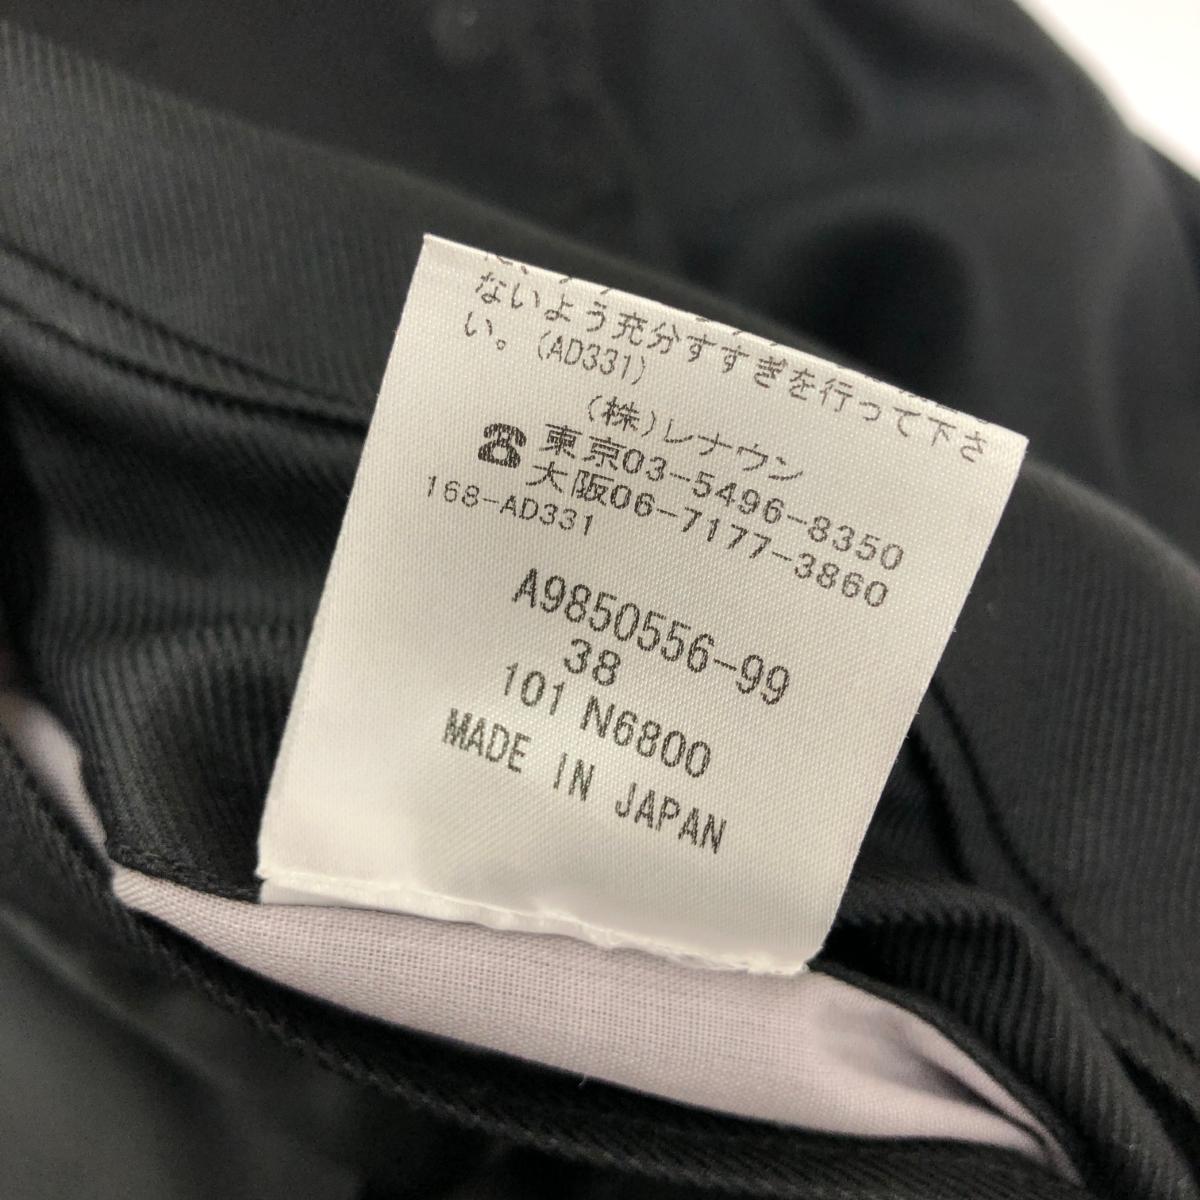 ないよう充分すすぎを行って下さ
い。(AD331)
(株)レナウン
☎東京03-5496-8350
大阪06-7177-3860
168-AD331
A9850556-99
38
101 N6800
MADE IN JAPAN